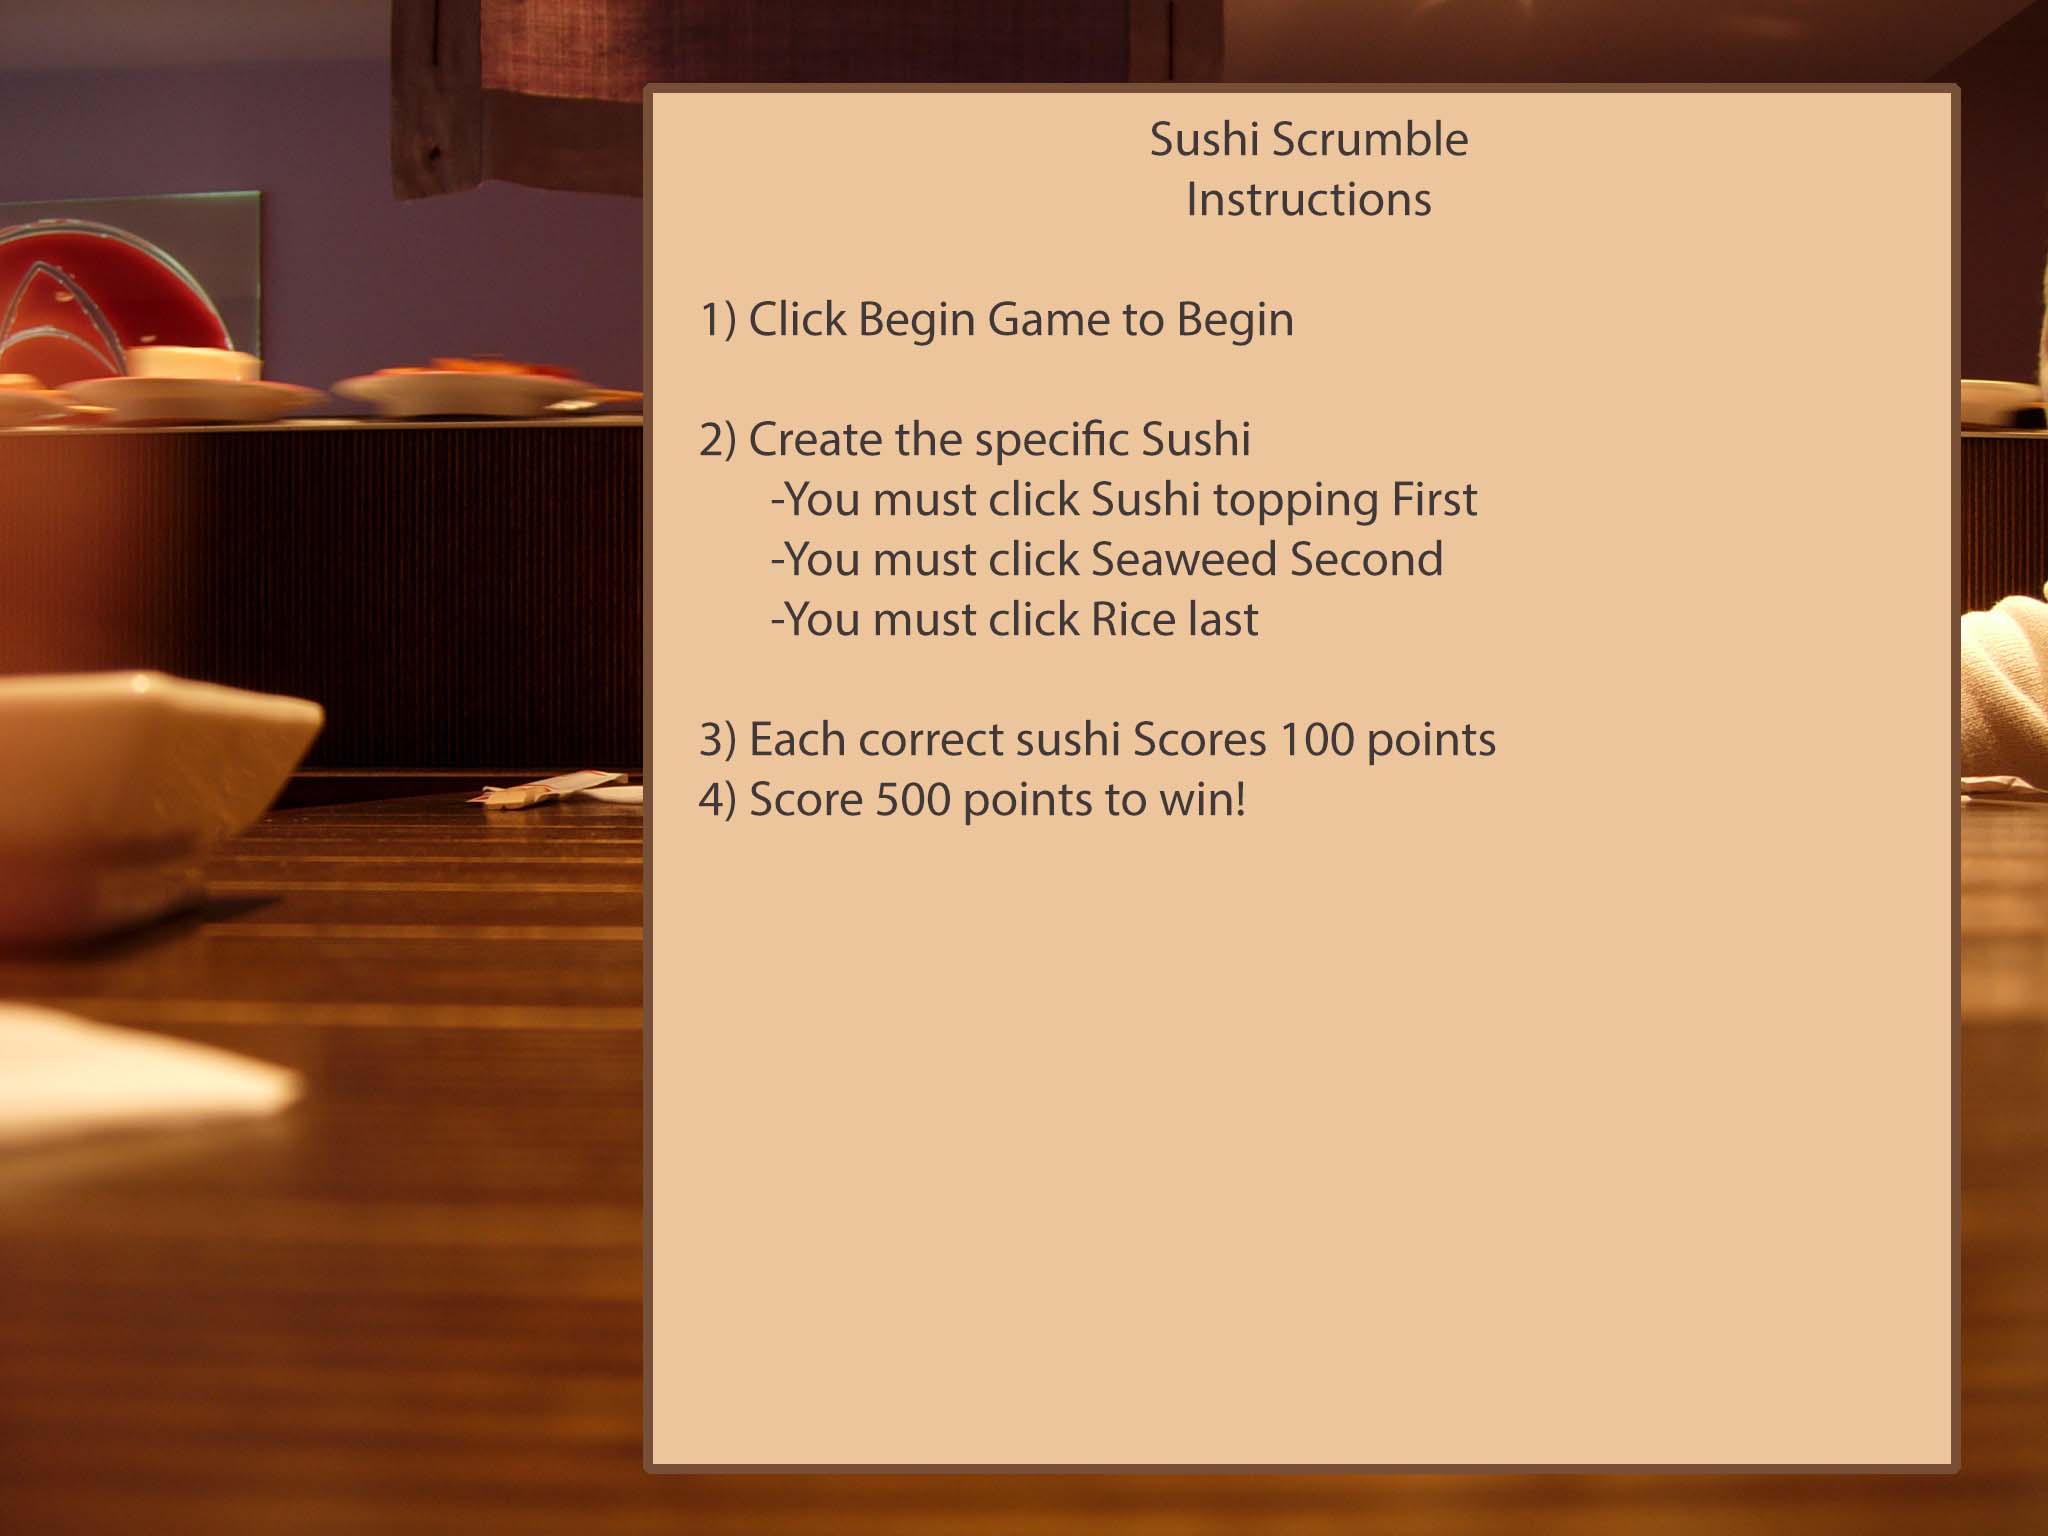 Sushi Scrumble
Instructions
1) Click Begin Game to Begin
2) Create the specific Sushi
-You must click Sushi topping First
-You must click Seaweed Second
-You must click Rice last
3) Each correct sushi Scores 100 points
4) Score 500 points to win!